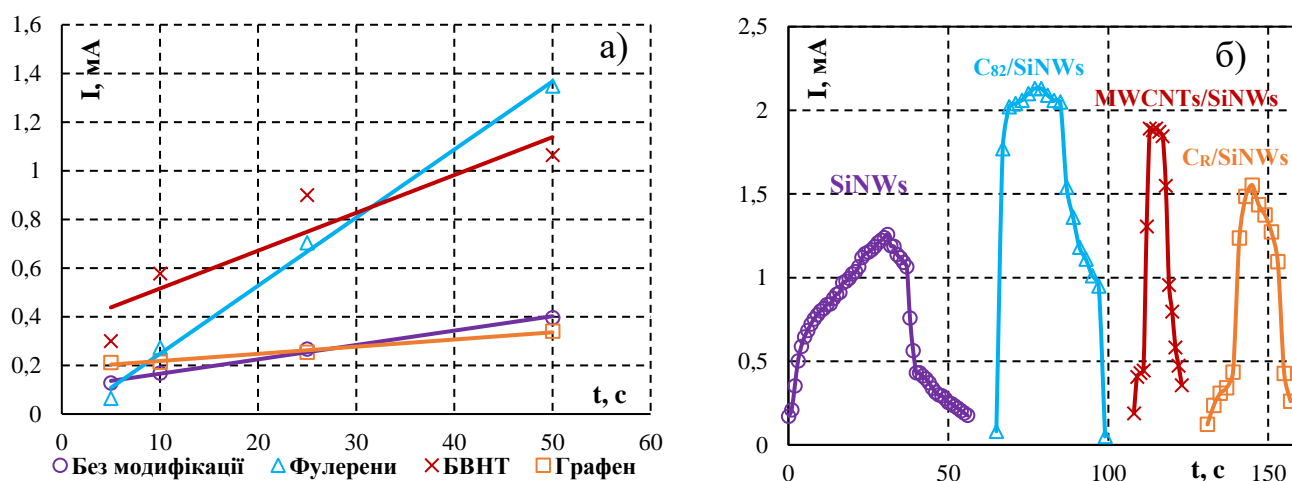 а)
I, мА
1,6
1,4
1,2
1
0,8
0,6
0,4
0,2
0
t, с
0 10 20 30 40 50 60
Без модифікації Фулерени БВНТ Графен
б)
I, мА
2,5
2
1,5
1
0,5
0
C82/SiNWs
MWCNTs/SiNWs
CR/SiNWs
SiNWs
t, с
0 50 100 150